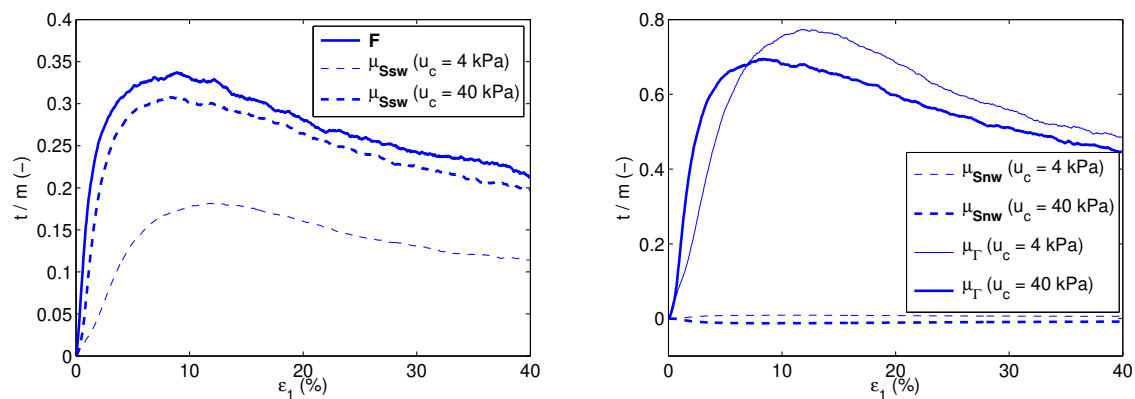 0.4
0.35
0.3
0.25
0.2
0.15
0.1
0.05
0
0 10 20 30 40
t / m (−)
ε1 (%)
F
μSsw (uc = 4 kPa)
μSsw (uc = 40 kPa)
0.8
0.6
0.4
0.2
0
−0.1
0 10 20 30 40
t / m (−)
ε1 (%)
μSnw (uc = 4 kPa)
μSnw (uc = 40 kPa)
μΓ (uc = 4 kPa)
μΓ (uc = 40 kPa)